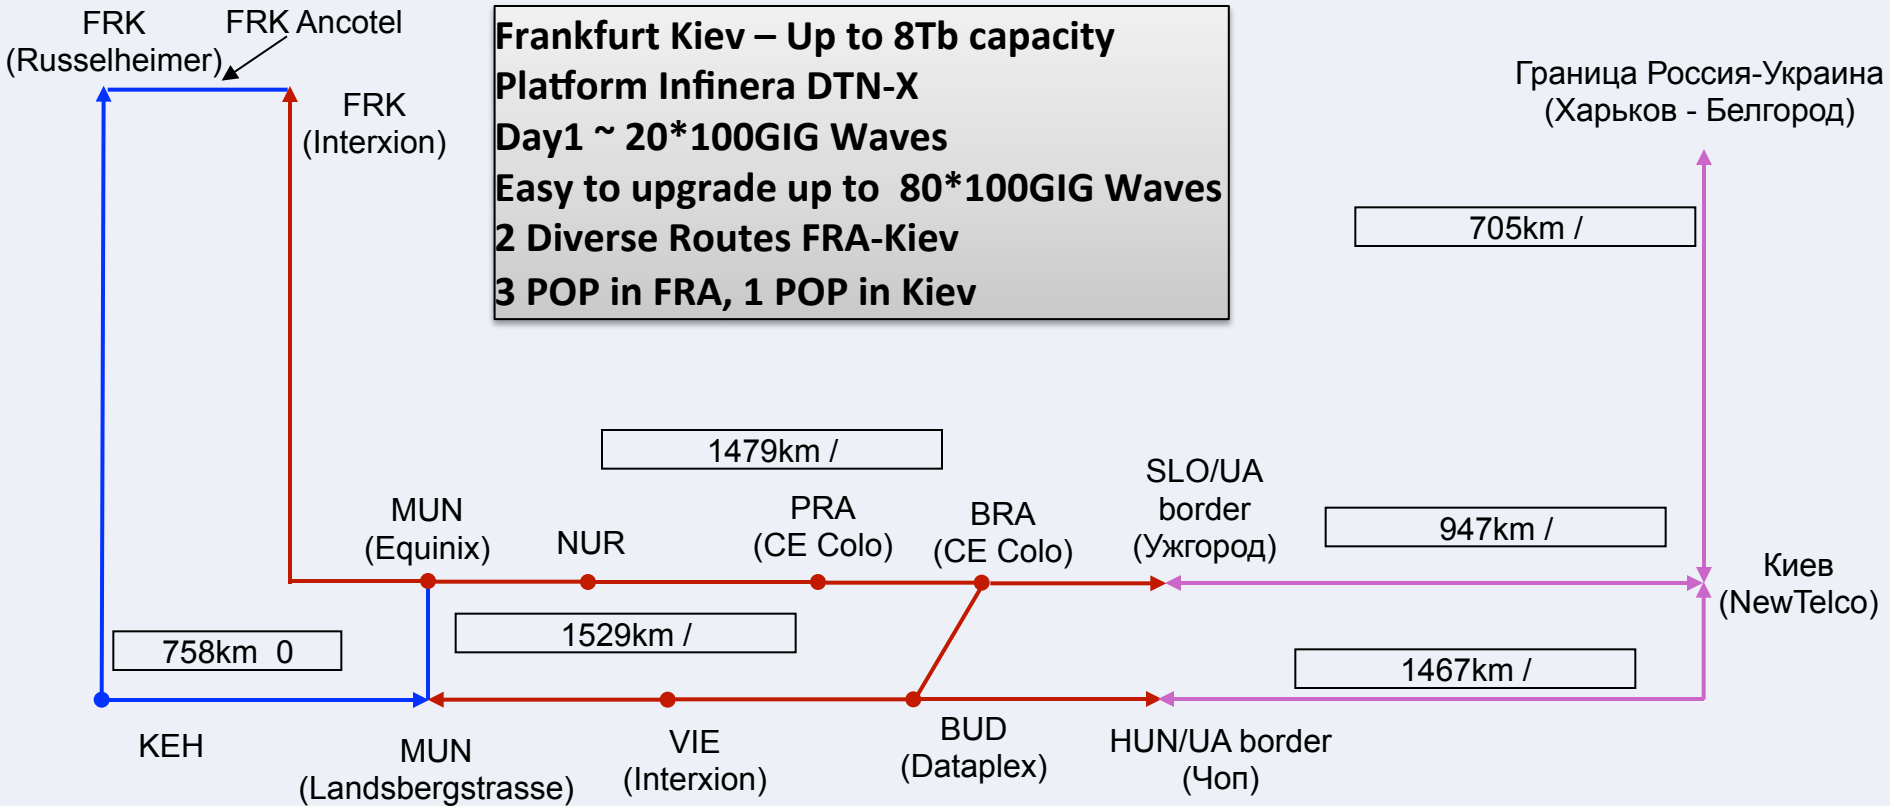 FRK
(Russelheimer)
FRK Ancotel
FRK
(Interxion)
Frankfurt Kiev – Up to 8Tb capacity
Platform Infinera DTN-X
Day1 ~ 20*100GIG Waves
Easy to upgrade up to 80*100GIG Waves
2 Diverse Routes FRA-Kiev
3 POP in FRA, 1 POP in Kiev
Граница Россия-Украина
(Харьков - Белгород)
705km /
1479km /
MUN
(Equinix)
NUR
PRA
(CE Colo)
BRA
(CE Colo)
SLO/UA
border
(Ужгород)
947km /
Киев
(NewTelco)
758km 0
1529km /
1467km /
KEH
MUN
(Landsbergstrasse)
VIE
(Interxion)
BUD
(Dataplex)
HUN/UA border
(Чоп)